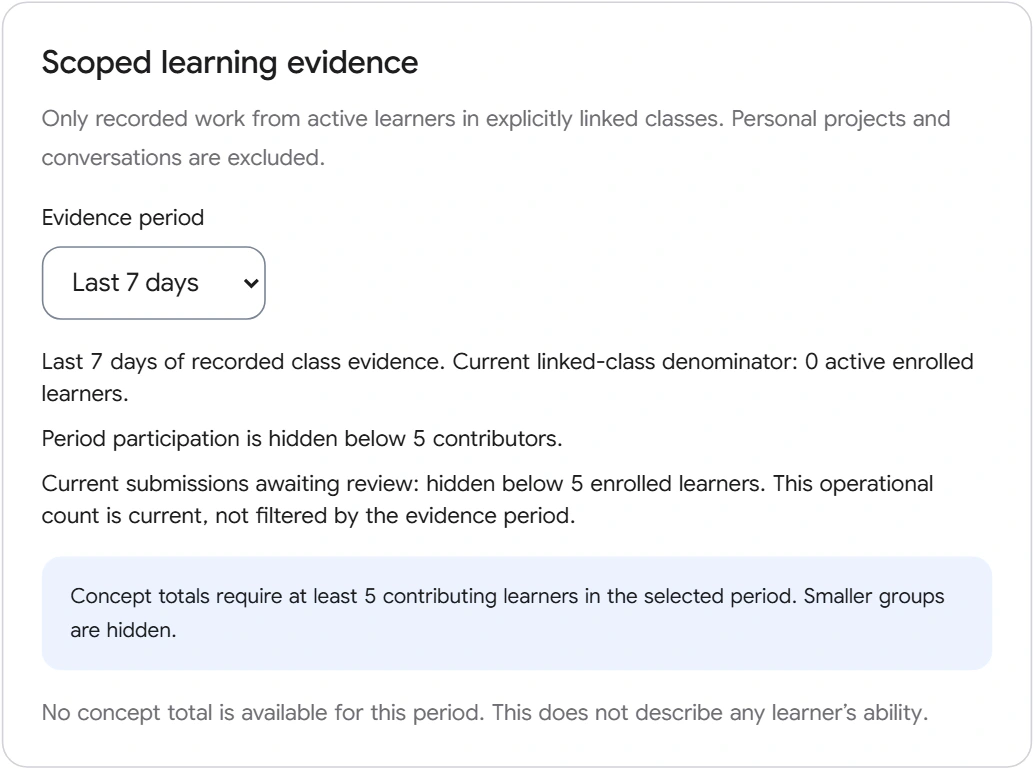 Scoped learning evidence
Only recorded work from active learners in explicitly linked classes. Personal projects and
conversations are excluded.
Evidence period
Last 7 days
Last 7 days of recorded class evidence. Current linked-class denominator: 0 active enrolled
learners.
Period participation is hidden below 5 contributors.
Current submissions awaiting review: hidden below 5 enrolled learners. This operational
count is current, not filtered by the evidence period.
Concept totals require at least 5 contributing learners in the selected period. Smaller groups
are hidden.
No concept total is available for this period. This does not describe any learner’s ability.